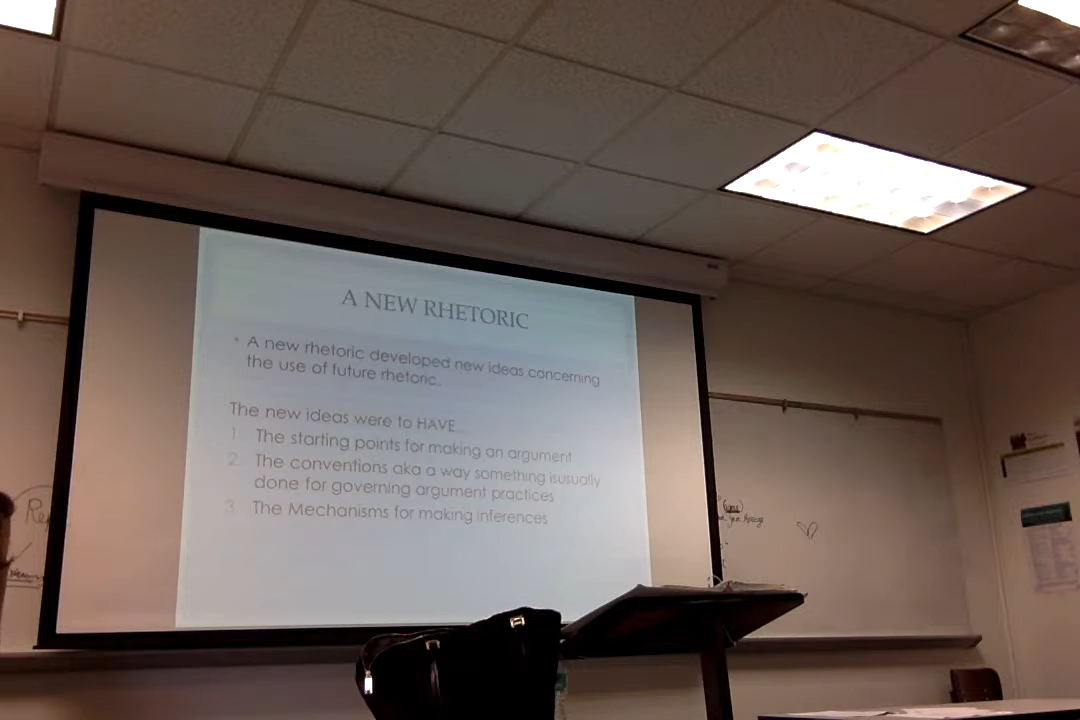 A NEW RHETORIC
• A new rhetoric developed new ideas concerning
the use of future rhetoric.
The new ideas were to HAVE...
1. The starting points for making an argument
2. The conventions aka a way something isusually
done for governing argument practices
3. The Mechanisms for making inferences